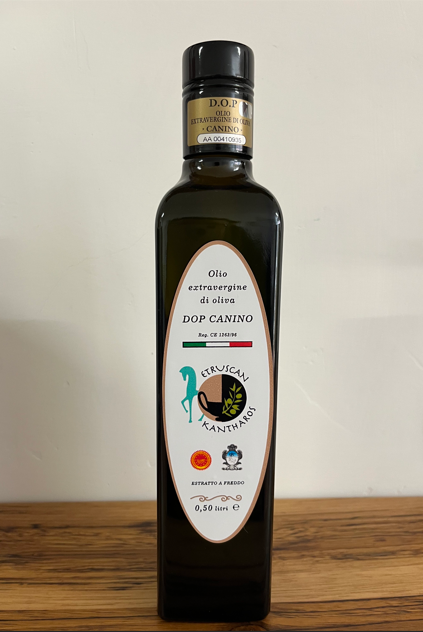 D.O.P.
OLIO
EXTRAVERGINE DI OLIVA
- CANINO -
AA 00410935
Olio
extravergine
di oliva
DOP CANINO
Reg. CE 1263/96
ETRUSCAN
KANTHAROS
ESTRATTO A FREDDO
0,50 litri ℮